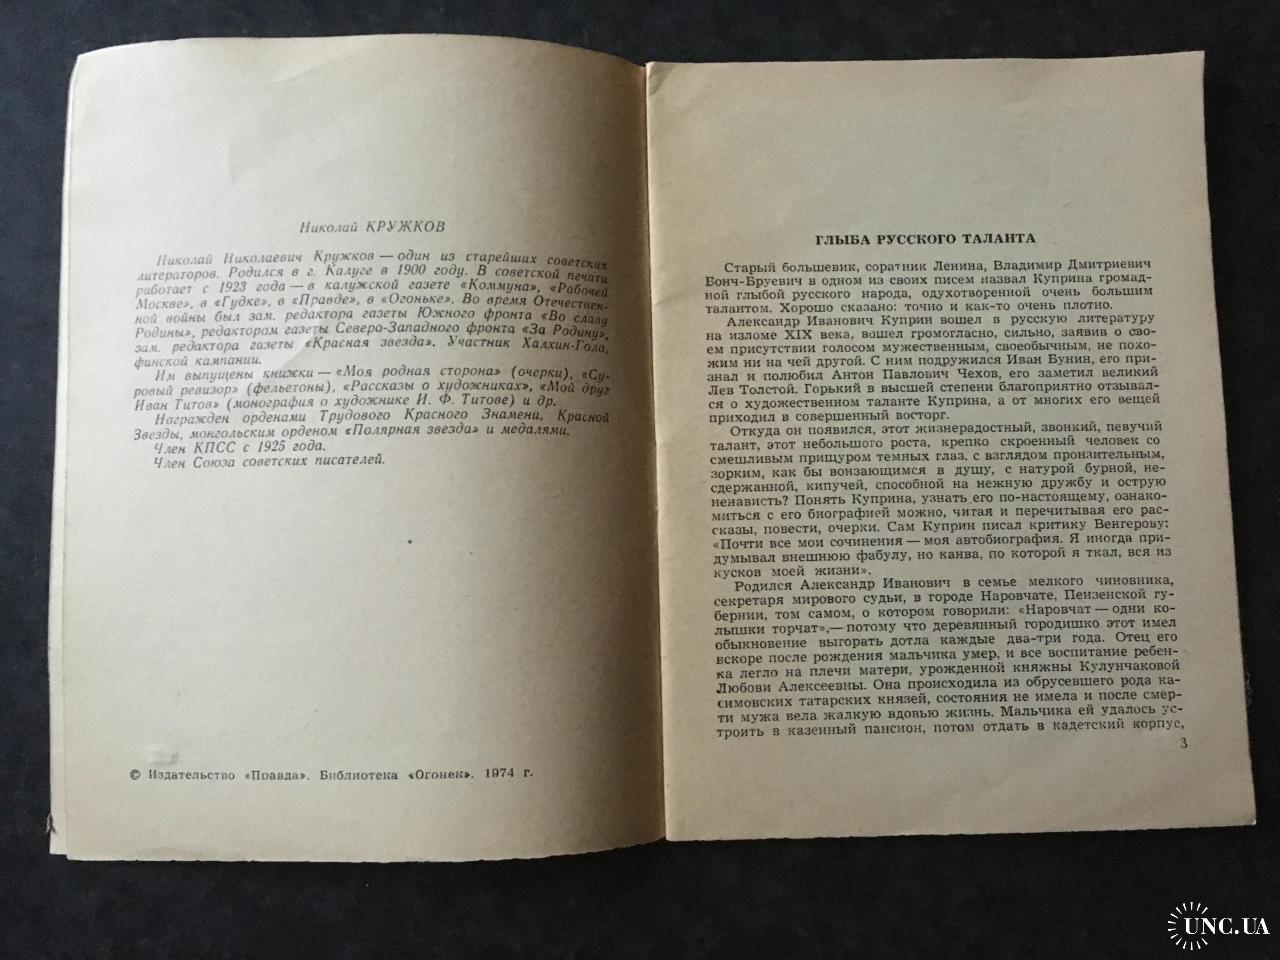 Николай КРУЖКОВ
Николай Николаевич Кружков — один из старейших советских
литераторов. Родился в г. Калуге в 1900 году. В советской печати
работает с 1923 года — в калужской газете «Коммуна», «Рабочей
Москве», в «Гудке», в «Правде», в «Огоньке». Во время Отечествен-
ной войны был зам. редактора газеты Южного фронта «Во славу
Родины», редактором газеты Северо-Западного фронта «За Родину»,
зам. редактора газеты «Красная звезда». Участник Халхин-Гола,
финской кампании.
Им выпущены книжки — «Моя родная сторона» (очерки), «Су-
ровый ревизор» (фельетоны), «Рассказы о художниках», «Мой друг
Иван Титов» (монография о художнике И. Ф. Титове) и др.
Награжден орденами Трудового Красного Знамени, Красной
Звезды, монгольским орденом «Полярная звезда» и медалями.
Член КПСС с 1925 года.
Член Союза советских писателей.
© Издательство «Правда». Библиотека «Огонек». 1974 г.
ГЛЫБА РУССКОГО ТАЛАНТА
Старый большевик, соратник Ленина, Владимир Дмитриевич
Бонч-Бруевич в одном из своих писем назвал Куприна громад-
ной глыбой русского народа, одухотворенной очень большим
талантом. Хорошо сказано: точно и как-то очень плотно.
Александр Иванович Куприн вошел в русскую литературу
на изломе XIX века, вошел громогласно, сильно, заявив о сво-
ем присутствии голосом мужественным, своеобычным, не похо-
жим ни на чей другой. С ним подружился Иван Бунин, его при-
знал и полюбил Антон Павлович Чехов, его заметил великий
Лев Толстой. Горький в высшей степени благоприятно отзывал-
ся о художественном таланте Куприна, а от многих его вещей
приходил в совершенный восторг.
Откуда он появился, этот жизнерадостный, звонкий, певучий
талант, этот небольшого роста, крепко скроенный человек со
смешливым прищуром темных глаз, с взглядом пронзительным,
зорким, как бы вонзающимся в душу, с натурой бурной, не-
сдержанной, кипучей, способной на нежную дружбу и острую
ненависть? Понять Куприна, узнать его по-настоящему, ознако-
миться с его биографией можно, читая и перечитывая его рас-
сказы, повести, очерки. Сам Куприн писал критику Венгерову:
«Почти все мои сочинения — моя автобиография. Я иногда при-
думывал внешнюю фабулу, но канва, по которой я ткал, вся из
кусков моей жизни».
Родился Александр Иванович в семье мелкого чиновника,
секретаря мирового судьи, в городе Наровчате, Пензенской гу-
бернии, том самом, о котором говорили: «Наровчат — одни ко-
лышки торчат»,— потому что деревянный городишко этот имел
обыкновение выгорать дотла каждые два-три года. Отец его
вскоре после рождения мальчика умер, и все воспитание ребен-
ка легло на плечи матери, урожденной княжны Кулунчаковой
Любови Алексеевны. Она происходила из обрусевшего рода ка-
симовских татарских князей, состояния не имела и после смер-
ти мужа вела жалкую вдовью жизнь. Мальчика ей удалось ус-
троить в казенный пансион, потом отдать в кадетский корпус,
3
UNC.UA